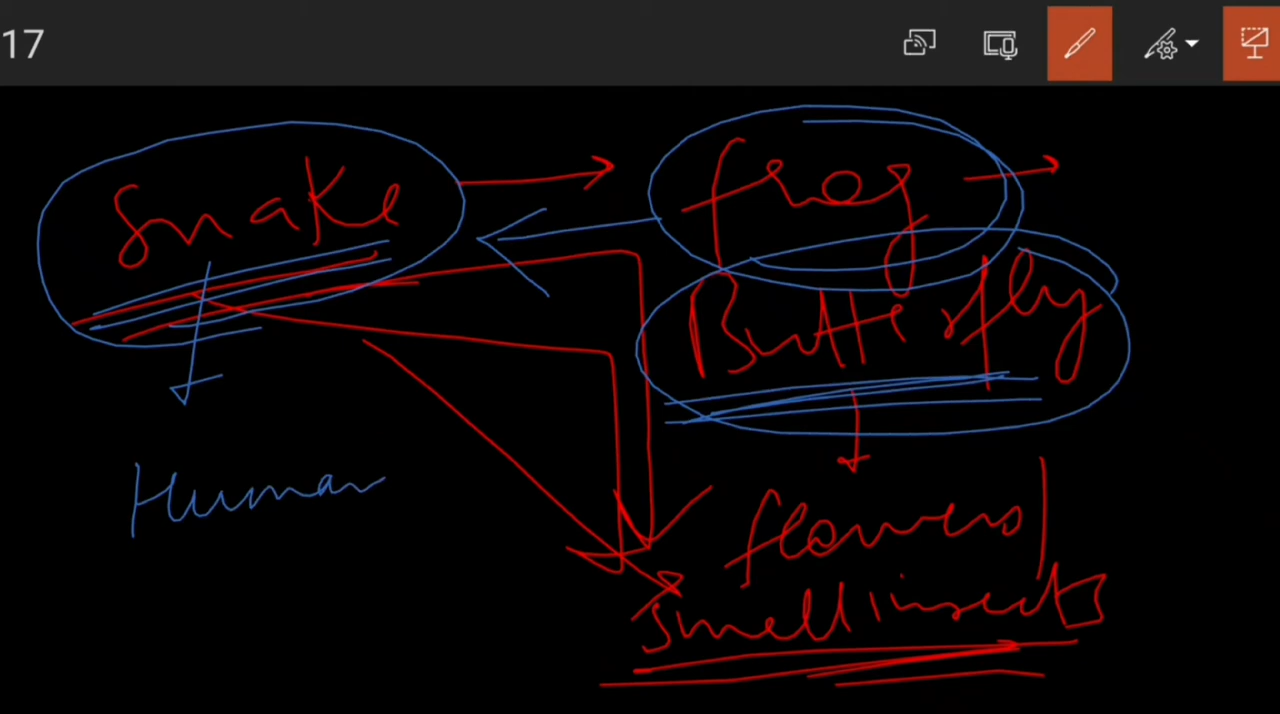 17
Snake
frog
Butterfly
Human
flowers
small insects